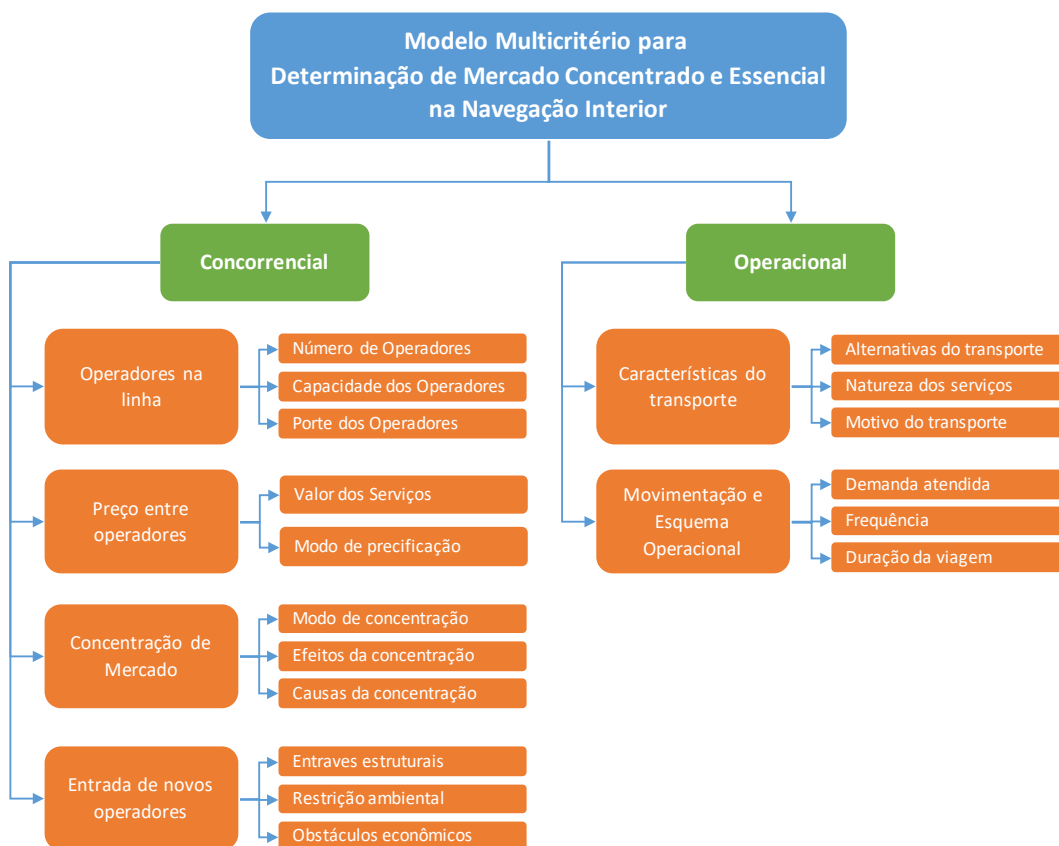 Modelo Multicritério para
Determinação de Mercado Concentrado e Essencial
na Navegação Interior
Concorrencial
Operadores na
linha
Número de Operadores
Capacidade dos Operadores
Porte dos Operadores
Preço entre
operadores
Valor dos Serviços
Modo de precificação
Concentração de
Mercado
Modo de concentração
Efeitos da concentração
Causas da concentração
Entrada de novos
operadores
Entraves estruturais
Restrição ambiental
Obstáculos econômicos
Operacional
Características do
transporte
Alternativas do transporte
Natureza dos serviços
Motivo do transporte
Movimentação e
Esquema
Operacional
Demanda atendida
Frequência
Duração da viagem